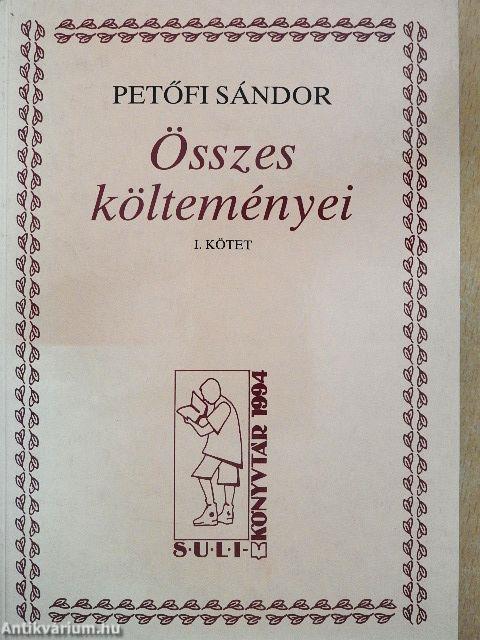 PETŐFI SÁNDOR
Összes
költeményei
I. KÖTET
S·U·L·I-
KÖNYVTÁR 1994
Antikvarium.hu